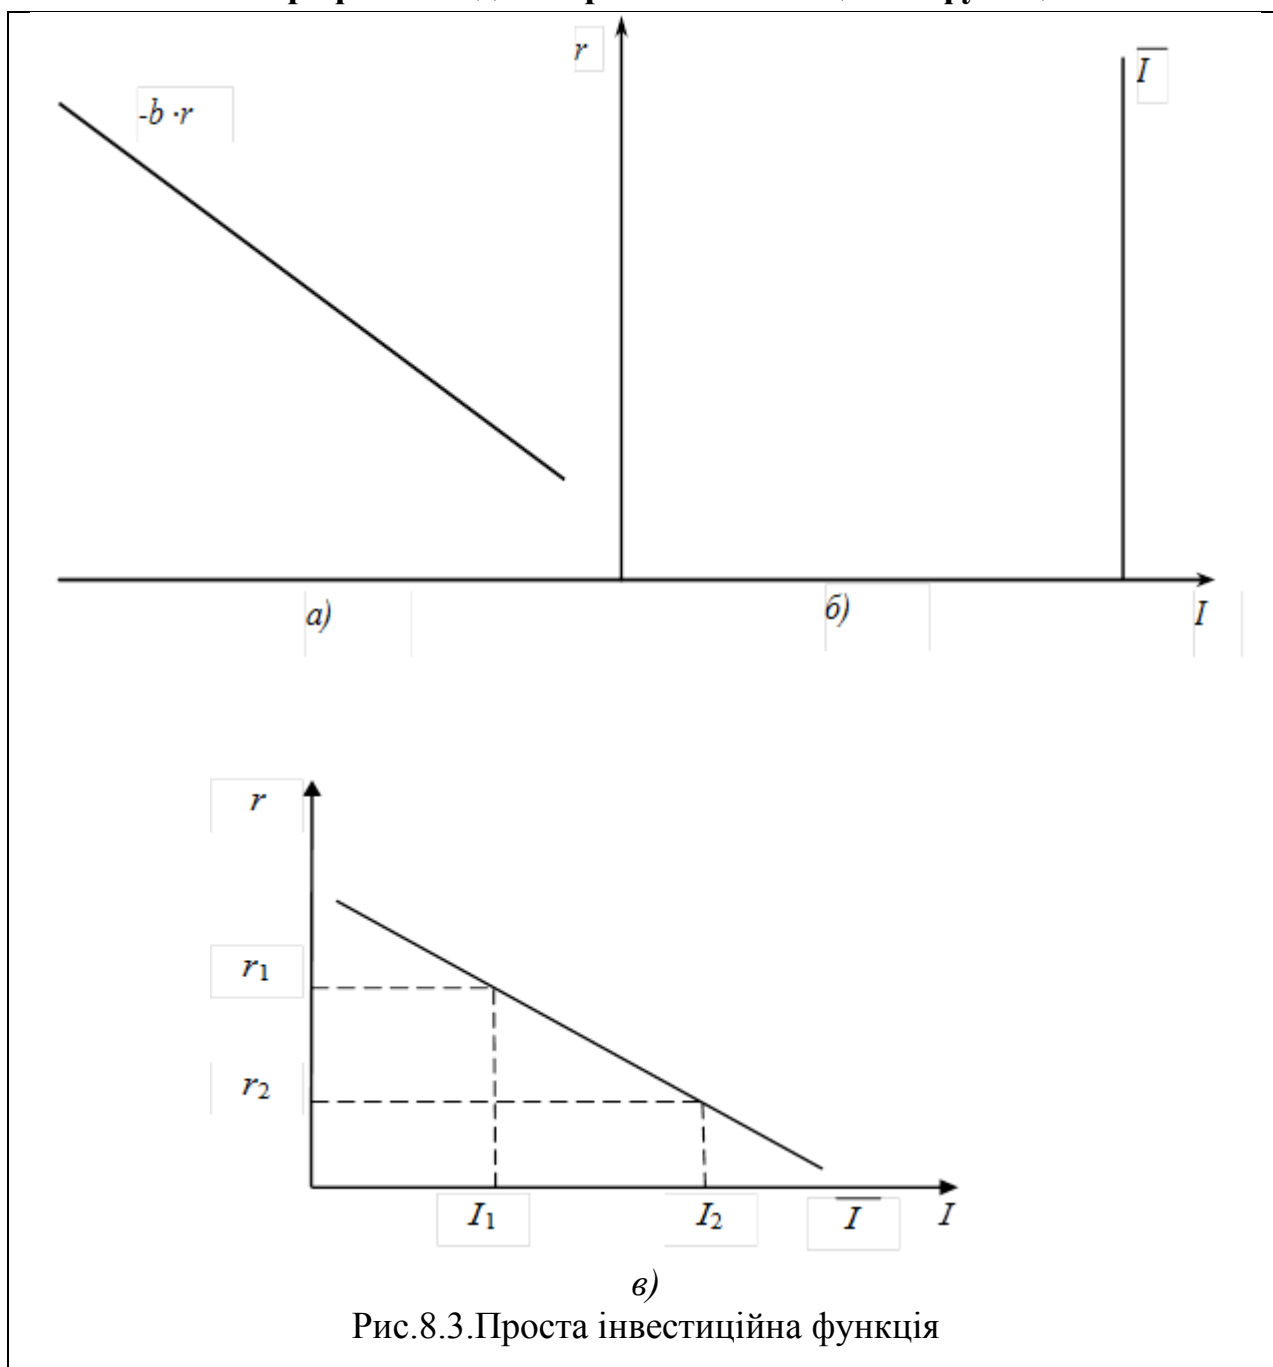 r
I
-b ·r
а)
б)
I
r
r1
r2
I1
I2
I
I
в)
Рис.8.3.Проста інвестиційна функція